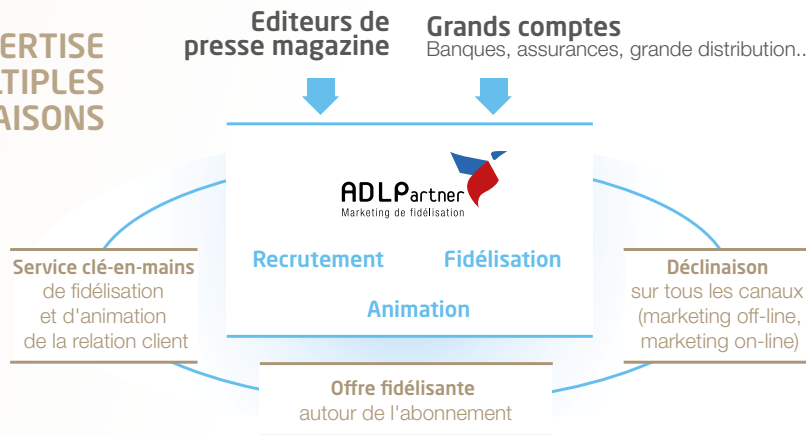 ERTISE
TIPLES
AISONS
Editeurs de
presse magazine
Grands comptes
Banques, assurances, grande distribution..
ADLPartner
Marketing de fidélisation
Recrutement
Fidélisation
Animation
Service clé-en-mains
de fidélisation
et d'animation
de la relation client
Déclinaison
sur tous les canaux
(marketing off-line,
marketing on-line)
Offre fidélisante
autour de l'abonnement